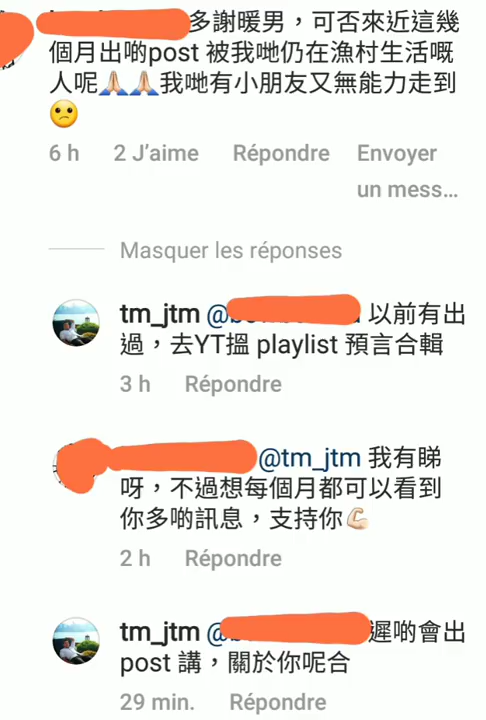 多謝暖男，可否來近這幾
個月出啲post 被我哋仍在漁村生活嘅
人呢🙏🏻🙏🏻我哋有小朋友又無能力走到
😕
6 h 2 J’aime Répondre Envoyer
un mess...
Masquer les réponses
tm_jtm @ 以前有出
過，去YT搵 playlist 預言合輯
3 h Répondre
@tm_jtm 我有睇
呀，不過想每個月都可以看到
你多啲訊息，支持你💪🏻
2 h Répondre
tm_jtm @ 遲啲會出
post 講，關於你呢合
29 min. Répondre